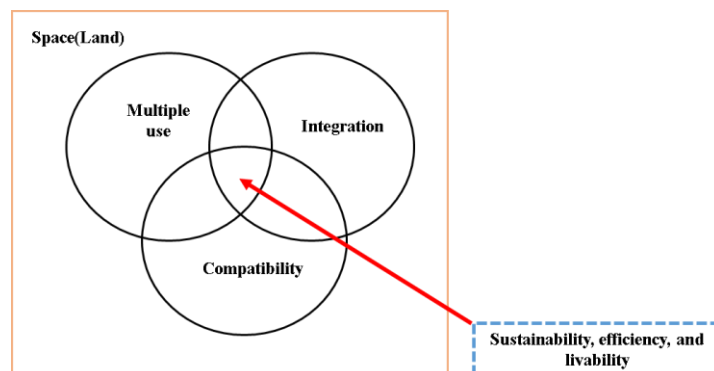 Space(Land)
Multiple
use
Integration
Compatibility
Sustainability, efficiency, and
livability